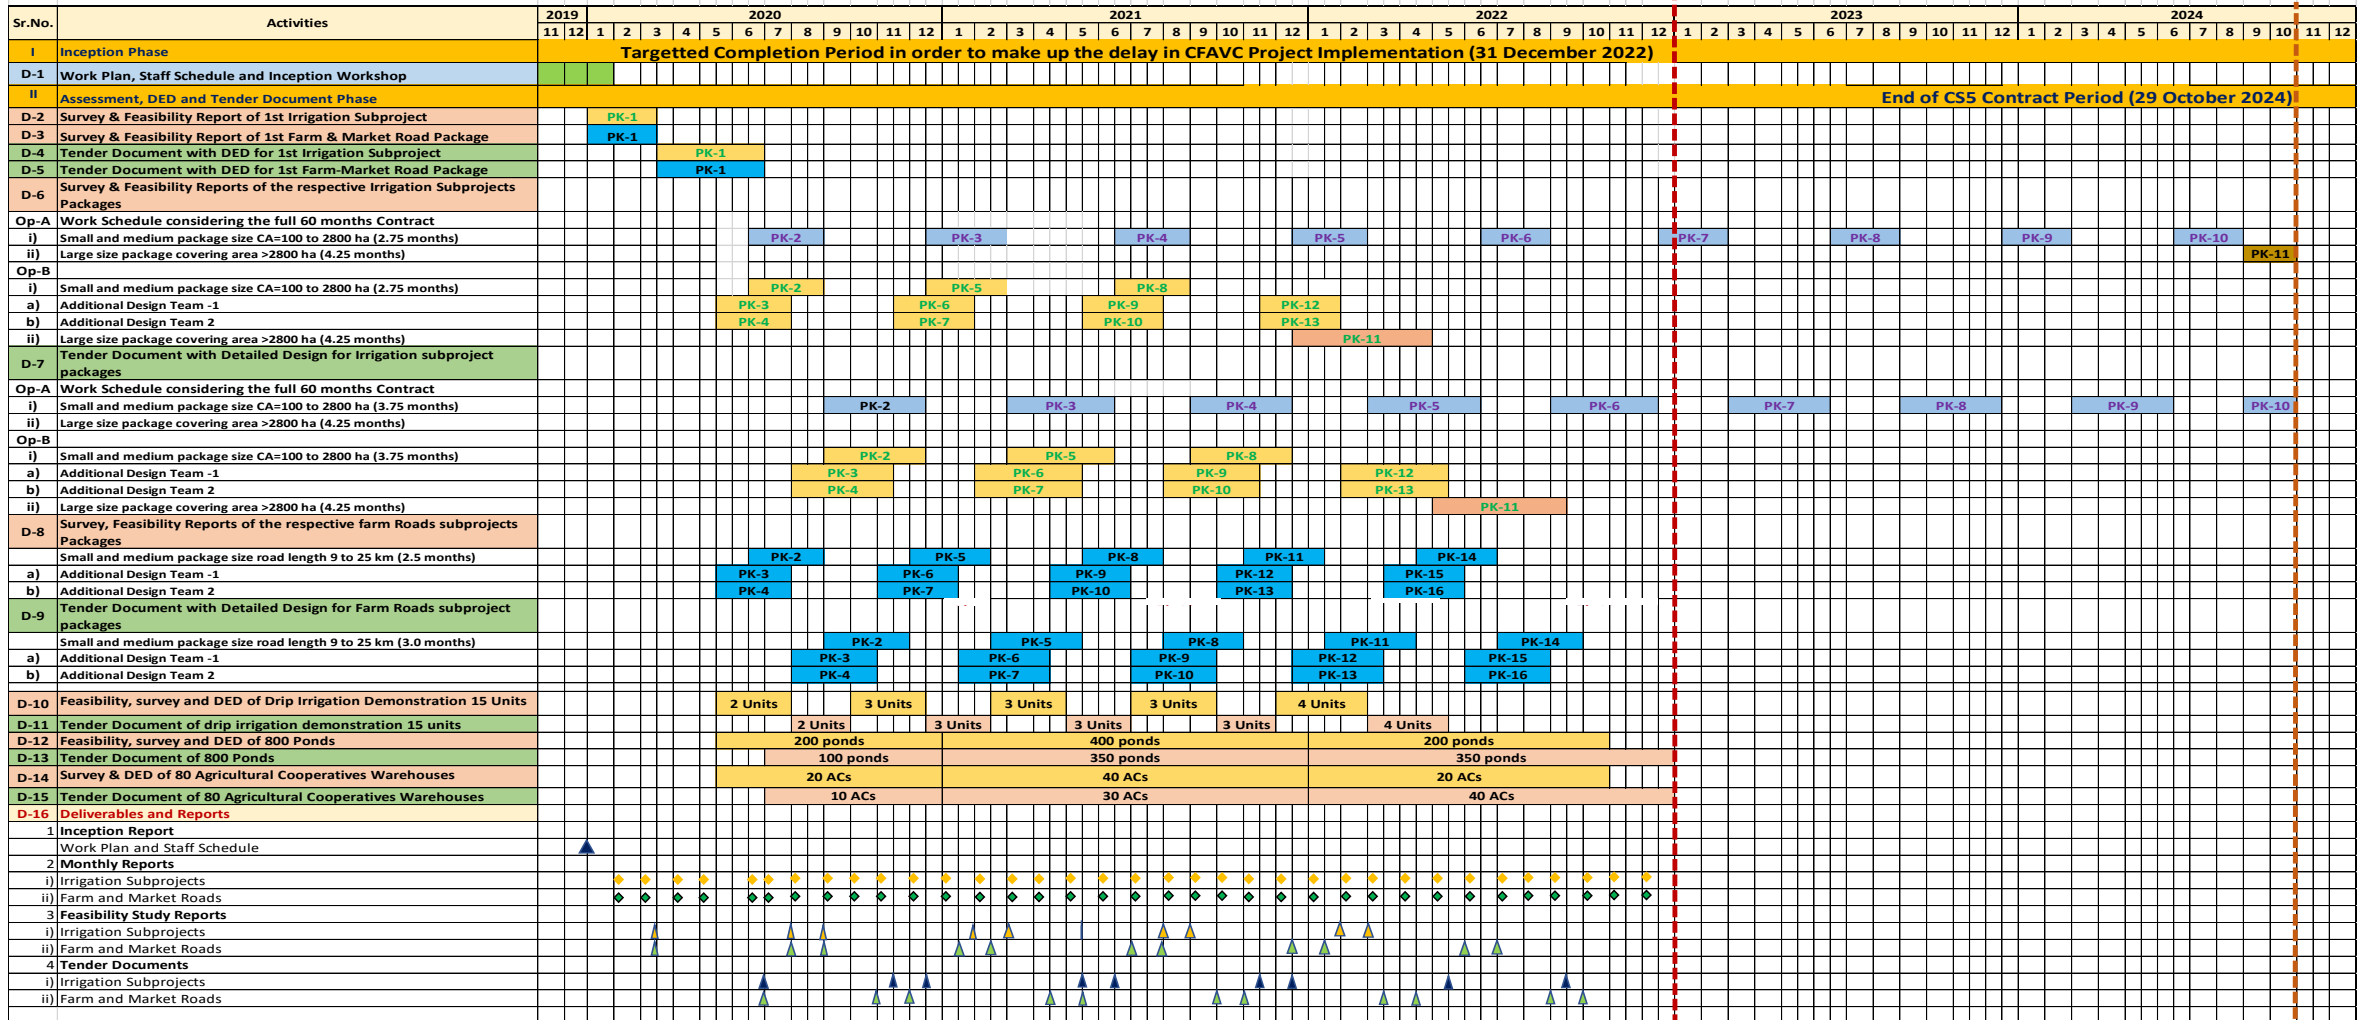 Sr.No. Activities 2019 2020 2021 2022 2023 2024
11 12 1 2 3 4 5 6 7 8 9 10 11 12 1 2 3 4 5 6 7 8 9 10 11 12 1 2 3 4 5 6 7 8 9 10 11 12 1 2 3 4 5 6 7 8 9 10 11 12 1 2 3 4 5 6 7 8 9 10 11 12
I Inception Phase Targetted Completion Period in order to make up the delay in CFAVC Project Implementation (31 December 2022)
D-1 Work Plan, Staff Schedule and Inception Workshop
II Assessment, DED and Tender Document Phase End of CS5 Contract Period (29 October 2024)
D-2 Survey & Feasibility Report of 1st Irrigation Subproject PK-1
D-3 Survey & Feasibility Report of 1st Farm & Market Road Package PK-1
D-4 Tender Document with DED for 1st Irrigation Subproject PK-1
D-5 Tender Document with DED for 1st Farm-Market Road Package PK-1
D-6 Survey & Feasibility Reports of the respective Irrigation Subprojects
Packages
Op-A Work Schedule considering the full 60 months Contract
i) Small and medium package size CA=100 to 2800 ha (2.75 months) PK-2 PK-3 PK-4 PK-5 PK-6 PK-7 PK-8 PK-9 PK-10
ii) Large size package covering area >2800 ha (4.25 months) PK-11
Op-B
i) Small and medium package size CA=100 to 2800 ha (2.75 months) PK-2 PK-5 PK-8
a) Additional Design Team -1 PK-3 PK-6 PK-9 PK-12
b) Additional Design Team 2 PK-4 PK-7 PK-10 PK-13
ii) Large size package covering area >2800 ha (4.25 months) PK-11
D-7 Tender Document with Detailed Design for Irrigation subproject
packages
Op-A Work Schedule considering the full 60 months Contract
i) Small and medium package size CA=100 to 2800 ha (3.75 months) PK-2 PK-3 PK-4 PK-5 PK-6 PK-7 PK-8 PK-9 PK-10
ii) Large size package covering area >2800 ha (4.25 months)
Op-B
i) Small and medium package size CA=100 to 2800 ha (3.75 months) PK-2 PK-5 PK-8
a) Additional Design Team -1 PK-3 PK-6 PK-9 PK-12
b) Additional Design Team 2 PK-4 PK-7 PK-10 PK-13
ii) Large size package covering area >2800 ha (4.25 months) PK-11
D-8 Survey, Feasibility Reports of the respective farm Roads subprojects
Packages
Small and medium package size road length 9 to 25 km (2.5 months) PK-2 PK-5 PK-8 PK-11 PK-14
a) Additional Design Team -1 PK-3 PK-6 PK-9 PK-12 PK-15
b) Additional Design Team 2 PK-4 PK-7 PK-10 PK-13 PK-16
D-9 Tender Document with Detailed Design for Farm Roads subproject
packages
Small and medium package size road length 9 to 25 km (3.0 months) PK-2 PK-5 PK-8 PK-11 PK-14
a) Additional Design Team -1 PK-3 PK-6 PK-9 PK-12 PK-15
b) Additional Design Team 2 PK-4 PK-7 PK-10 PK-13 PK-16
D-10 Feasibility, survey and DED of Drip Irrigation Demonstration 15 Units 2 Units 3 Units 3 Units 3 Units 4 Units
D-11 Tender Document of drip irrigation demonstration 15 units 2 Units 3 Units 3 Units 3 Units 4 Units
D-12 Feasibility, survey and DED of 800 Ponds 200 ponds 400 ponds 200 ponds
D-13 Tender Document of 800 Ponds 100 ponds 350 ponds 350 ponds
D-14 Survey & DED of 80 Agricultural Cooperatives Warehouses 20 ACs 40 ACs 20 ACs
D-15 Tender Document of 80 Agricultural Cooperatives Warehouses 10 ACs 30 ACs 40 ACs
D-16 Deliverables and Reports
1 Inception Report
Work Plan and Staff Schedule
2 Monthly Reports
i) Irrigation Subprojects
ii) Farm and Market Roads
3 Feasibility Study Reports
i) Irrigation Subprojects
ii) Farm and Market Roads
4 Tender Documents
i) Irrigation Subprojects
ii) Farm and Market Roads